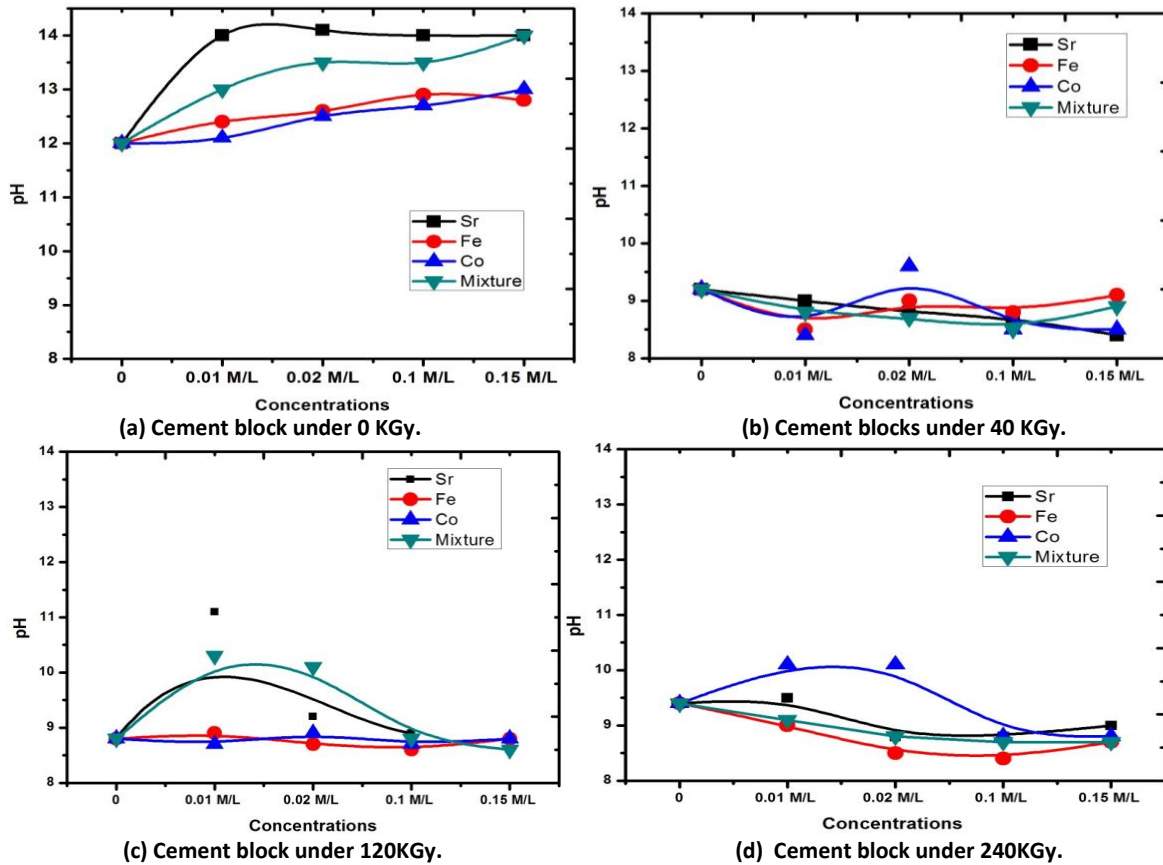 14
13
12
11
10
9
8
pH
Sr
Fe
Co
Mixture
0 0.01 M/L 0.02 M/L 0.1 M/L 0.15 M/L
Concentrations
(a) Cement block under 0 KGy.
14
13
12
11
10
9
8
pH
Sr
Fe
Co
Mixture
0 0.01 M/L 0.02 M/L 0.1 M/L 0.15 M/L
Concentrations
(b) Cement blocks under 40 KGy.
14
13
12
11
10
9
8
pH
Sr
Fe
Co
Mixture
0 0.01 M/L 0.02 M/L 0.1 M/L 0.15 M/L
Concentrations
(c) Cement block under 120KGy.
14
13
12
11
10
9
8
pH
Sr
Fe
Co
Mixture
0 0.01 M/L 0.02 M/L 0.1 M/L 0.15 M/L
Concentrations
(d) Cement block under 240KGy.